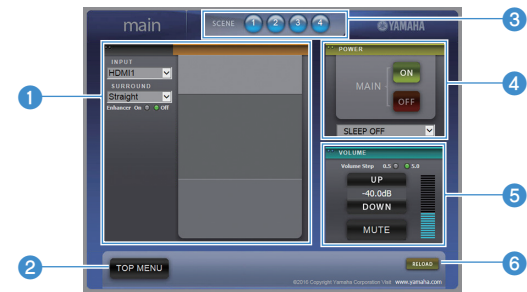 main
SCENE 1 2 3 4
YAMAHA
3
POWER
INPUT
HDMI1
SURROUND
Straight
Enhancer On Off
1
MAIN
ON
OFF
4
SLEEP OFF
VOLUME
Volume Step 0.5 5.0
UP
-40.0dB
DOWN
MUTE
5
2
TOP MENU
RELOAD
6
©2010 Copyright Yamaha Corporation Visit www.yamaha.com